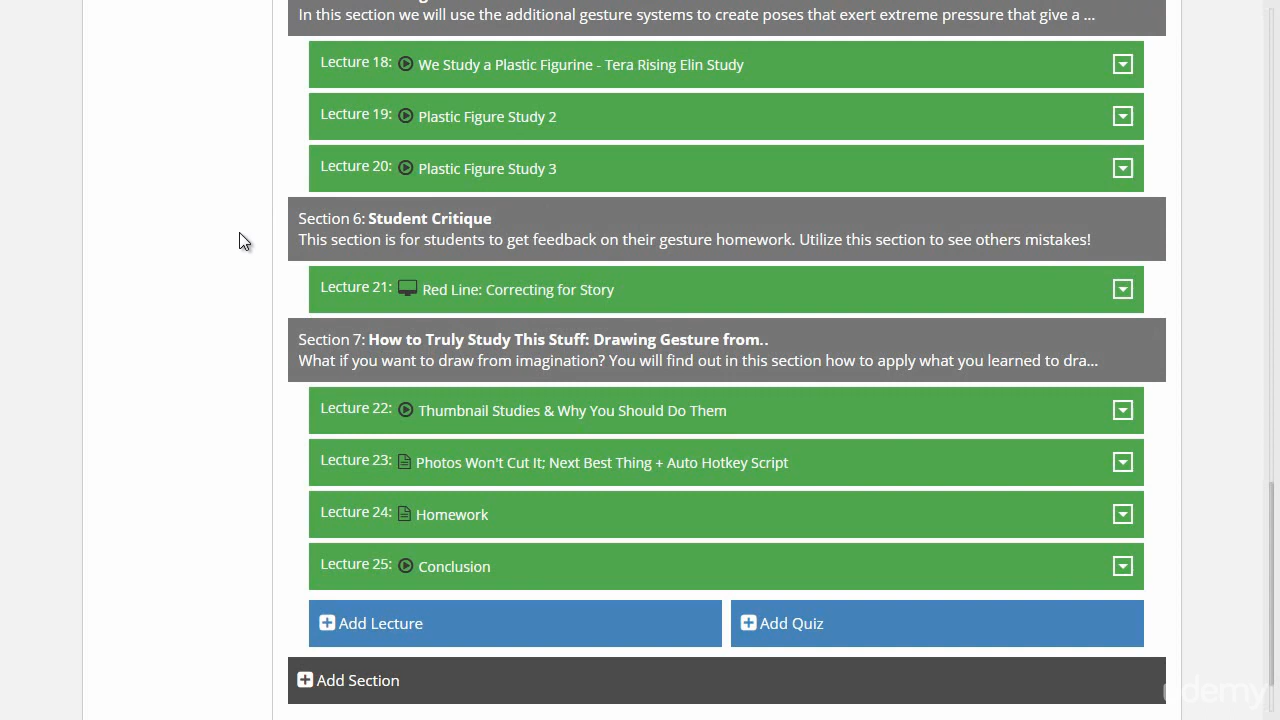 In this section we will use the additional gesture systems to create poses that exert extreme pressure that give a ...
Lecture 18: We Study a Plastic Figurine - Tera Rising Elin Study
Lecture 19: Plastic Figure Study 2
Lecture 20: Plastic Figure Study 3
Section 6: Student Critique
This section is for students to get feedback on their gesture homework. Utilize this section to see others mistakes!
Lecture 21: Red Line: Correcting for Story
Section 7: How to Truly Study This Stuff: Drawing Gesture from..
What if you want to draw from imagination? You will find out in this section how to apply what you learned to dra...
Lecture 22: Thumbnail Studies & Why You Should Do Them
Lecture 23: Photos Won't Cut It; Next Best Thing + Auto Hotkey Script
Lecture 24: Homework
Lecture 25: Conclusion
Add Lecture
Add Quiz
Add Section
udemy